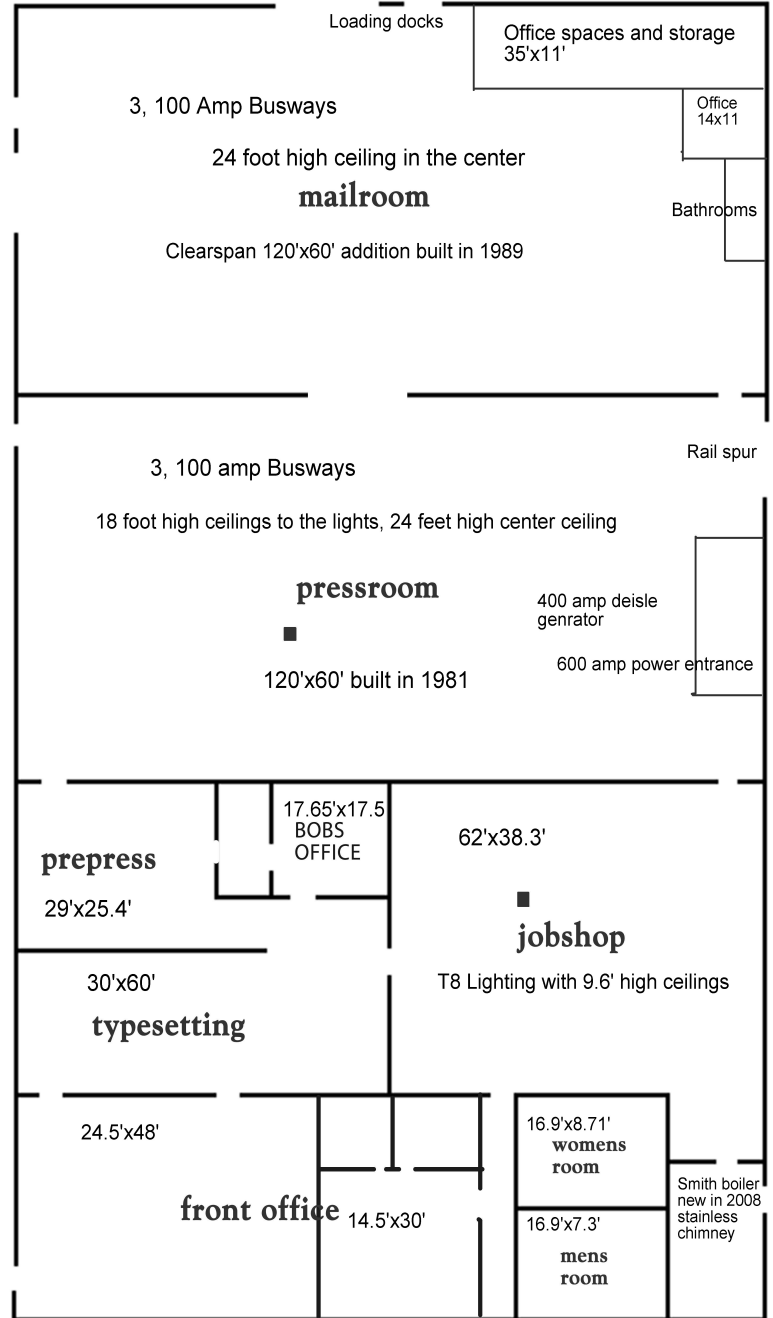 Loading docks
Office spaces and storage
35'x11'
3, 100 Amp Busways
Office
14x11
24 foot high ceiling in the center
mailroom
Bathrooms
Clearspan 120'x60' addition built in 1989
Rail spur
3, 100 amp Busways
18 foot high ceilings to the lights, 24 feet high center ceiling
pressroom
400 amp deisle
genrator
600 amp power entrance
120'x60' built in 1981
17.65'x17.5
BOBS
OFFICE
62'x38.3'
prepress
29'x25.4'
jobshop
T8 Lighting with 9.6' high ceilings
30'x60'
typesetting
24.5'x48'
16.9'x8.71'
womens
room
Smith boiler
new in 2008
stainless
chimney
front office
14.5'x30'
16.9'x7.3'
mens
room